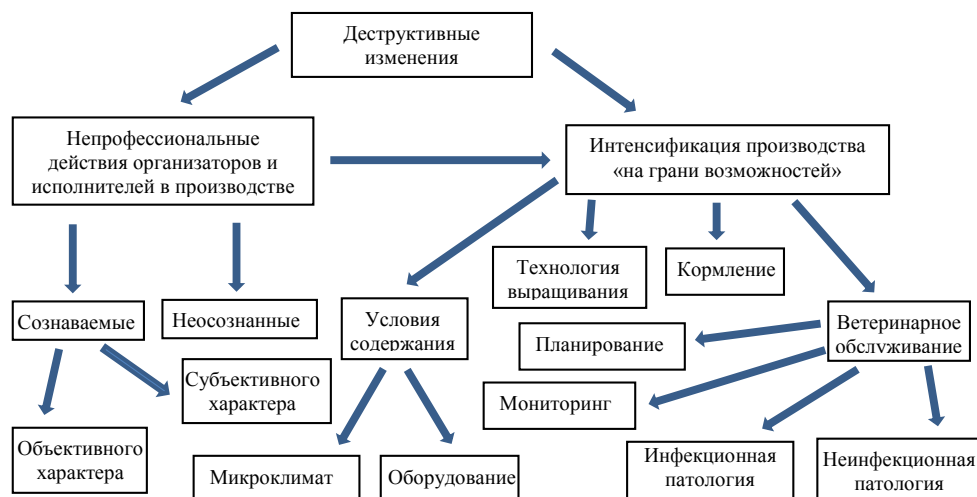 Деструктивные
изменения
Непрофессиональные
действия организаторов и
исполнителей в производстве
Интенсификация производства
«на грани возможностей»
Технология
выращивания
Кормление
Сознаваемые
Неосознанные
Условия
содержания
Ветеринарное
обслуживание
Планирование
Субъективного
характера
Мониторинг
Объективного
характера
Микроклимат
Оборудование
Инфекционная
патология
Неинфекционная
патология